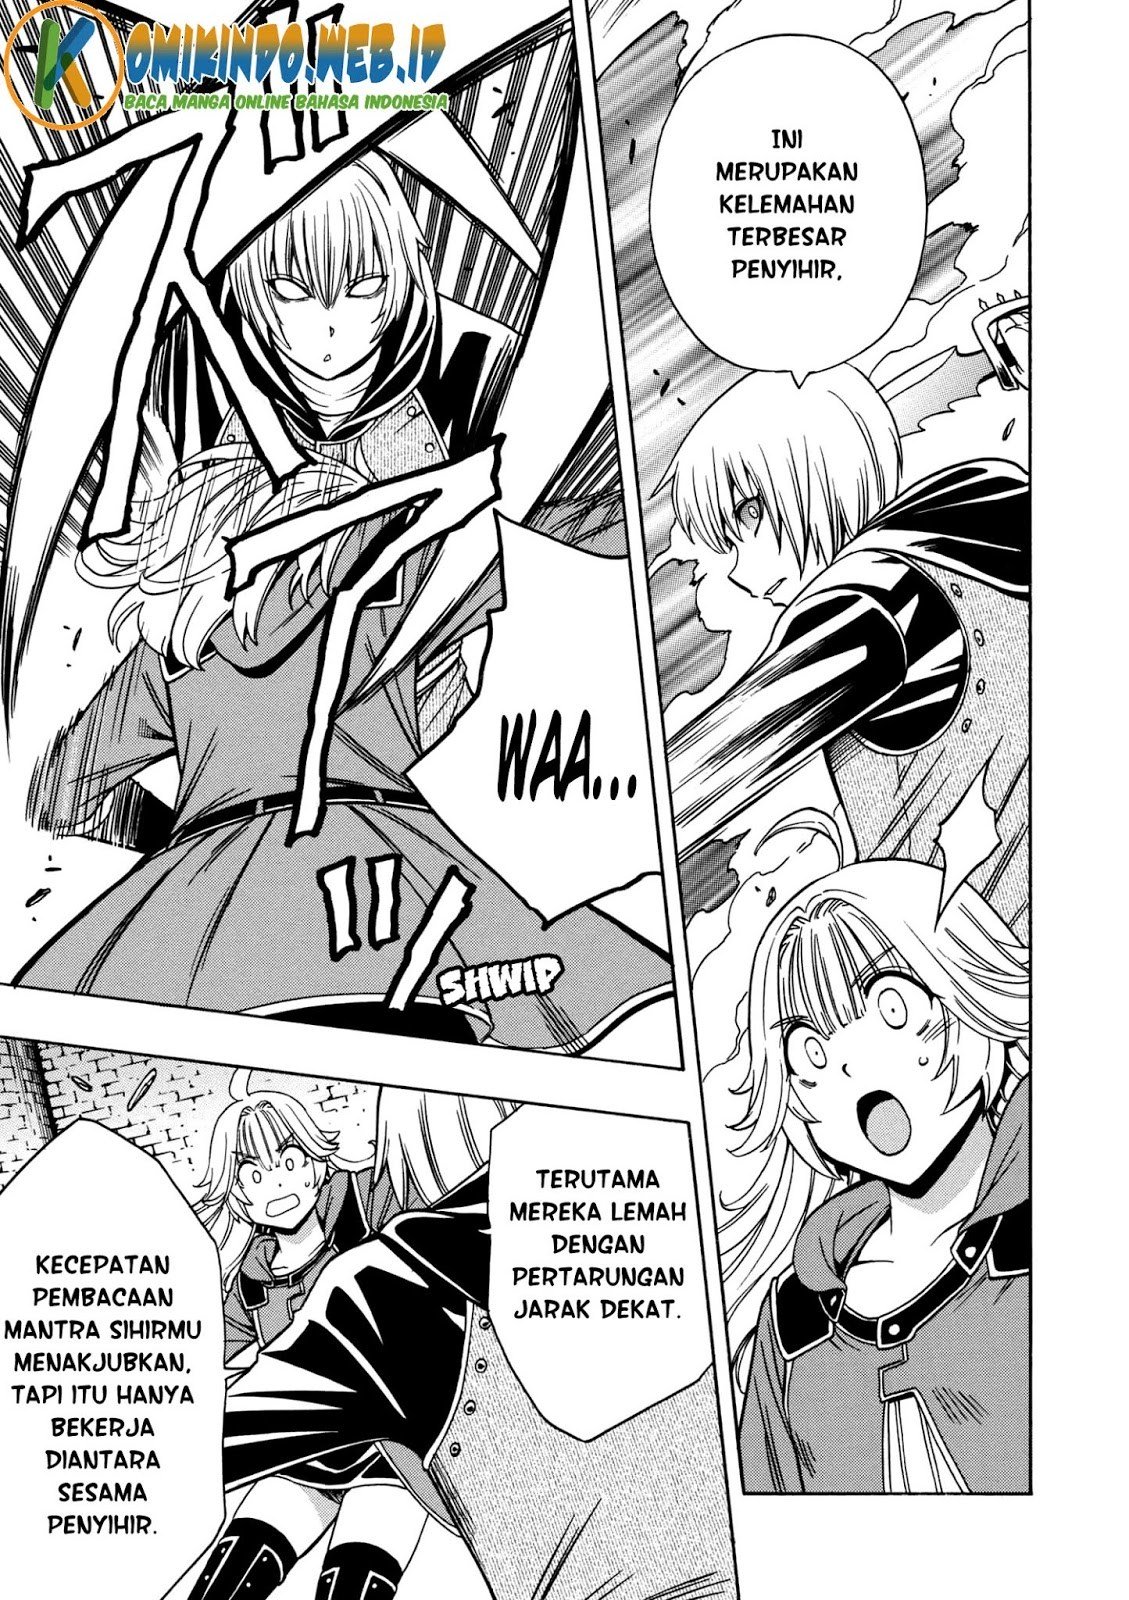 KOMIKINDO.WEB.ID
BACA MANGA ONLINE BAHASA INDONESIA
INI
MERUPAKAN
KELEMAHAN
TERBESAR
PENYIHIR,
WAA...
SHWIP
TERUTAMA
MEREKA LEMAH
DENGAN
PERTARUNGAN
JARAK DEKAT.
KECEPATAN
PEMBACAAN
MANTRA SIHIRMU
MENAKJUBKAN,
TAPI ITU HANYA
BEKERJA
DIANTARA
SESAMA
PENYIHIR.